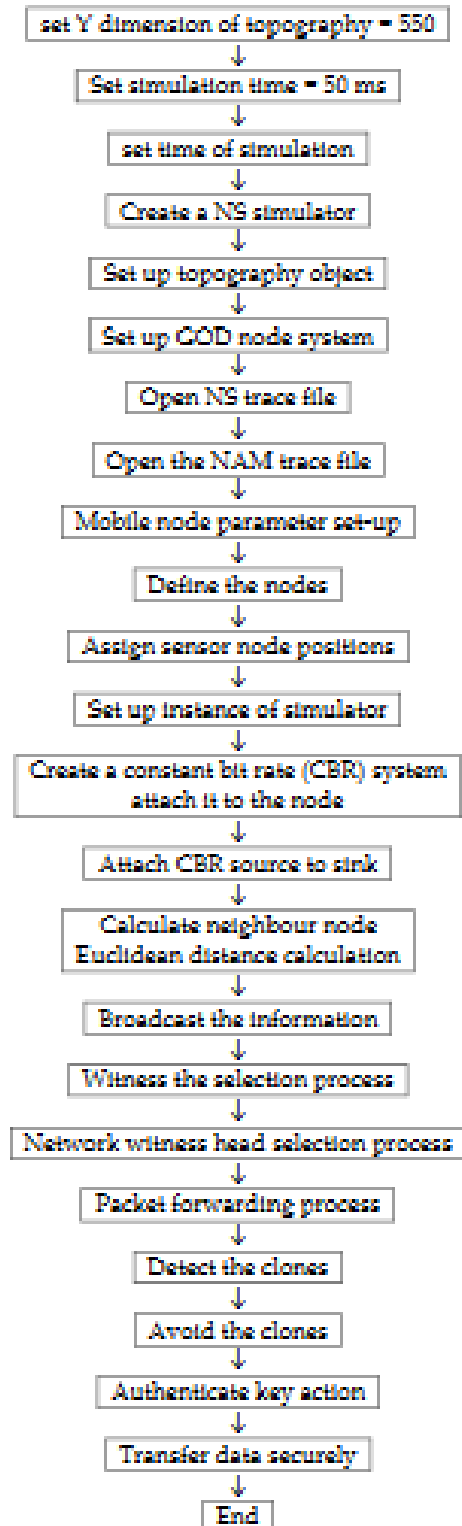 set Y dimension of topography = 550
Set simulation time = 50 ms
set time of simulation
Create a NS simulator
Set up topography object
Set up GOD node system
Open NS trace file
Open the NAM trace file
Mobile node parameter set-up
Define the nodes
Assign sensor node positions
Set up instance of simulator
Create a constant bit rate (CBR) system
attach it to the node
Attach CBR source to sink
Calculate neighbour node
Euclidean distance calculation
Broadcast the information
Witness the selection process
Network witness head selection process
Packet forwarding process
Detect the clones
Avoid the clones
Authenticate key action
Transfer data securely
End